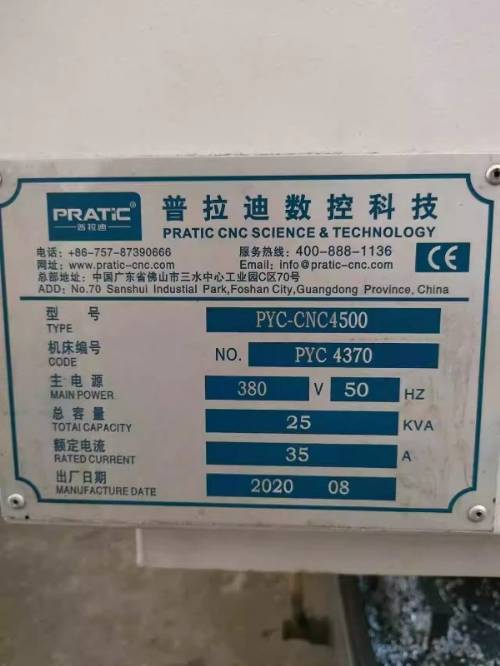 PRATIC®
普拉迪
普拉迪数控科技
PRATIC CNC SCIENCE & TECHNOLOGY
电话：+86-757-87390666 服务热线：400-888-1136
网址：www.pratic-cnc.com Email：info@pratic-cnc.com
总部地址：中国广东省佛山市三水中心工业园C区70号
ADD：No.70 Sanshui Industial Park,Foshan City,Guangdong Province, China
CE
型号 PYC-CNC4500
TYPE
机床编号 NO. PYC 4370
CODE
主电源 380 V 50 HZ
MAIN POWER
总容量 25 KVA
TOTAI CAPACITY
额定电流 35 A
RATED CURRENT
出厂日期 2020 08
MANUFACTURE DATE